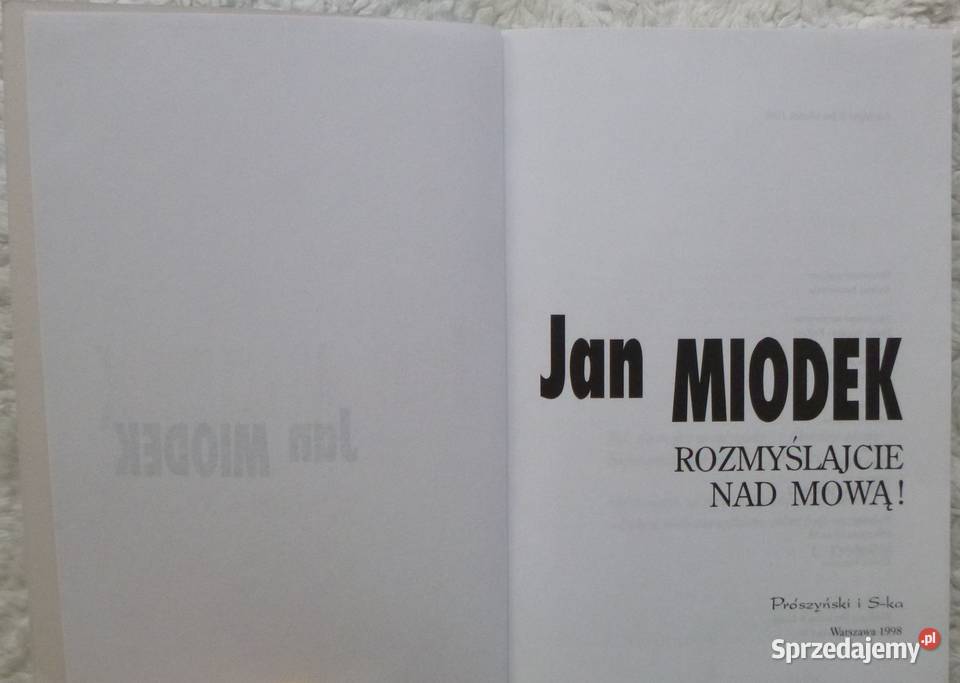 Jan MIODEK
ROZMYŚLAJCIE
NAD MOWĄ!
Prószyński i S-ka
Warszawa 1998
Sprzedajemy.pl